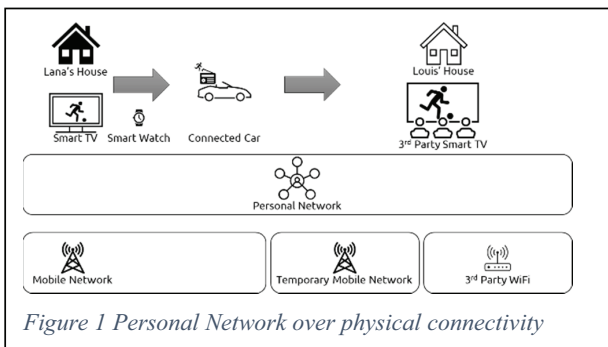 Lana's House
Louis' House
Smart TV
Smart Watch
Connected Car
3rd Party Smart TV
Personal Network
Mobile Network
Temporary Mobile Network
3rd Party WiFi
Figure 1 Personal Network over physical connectivity